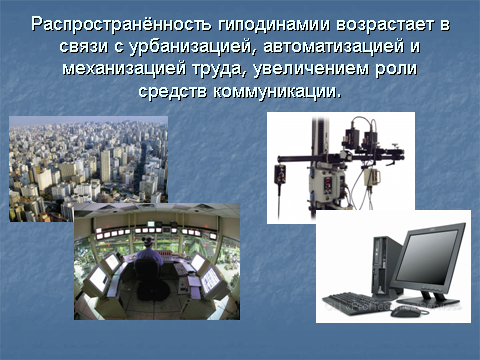 Распространённость гиподинамии возрастает в
связи с урбанизацией, автоматизацией и
механизацией труда, увеличением роли
средств коммуникации.